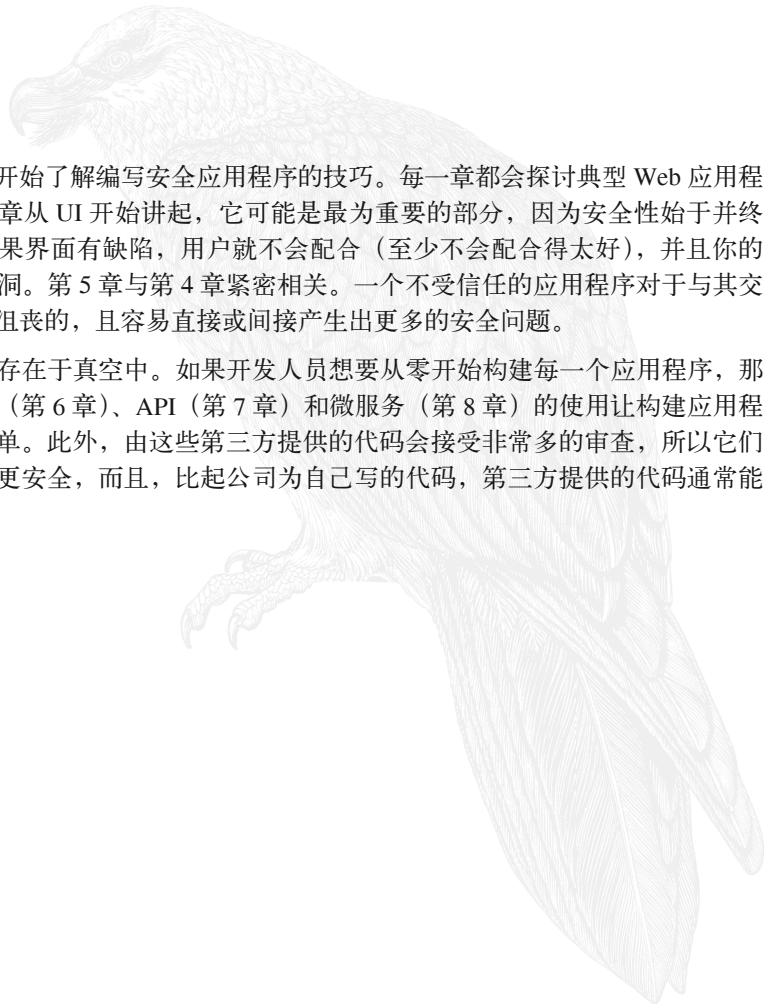 开始了解编写安全应用程序的技巧。每一章都会探讨典型 Web 应用程
章从 UI 开始讲起，它可能是最为重要的部分，因为安全性始于并终
果界面有缺陷，用户就不会配合（至少不会配合得太好），并且你的
洞。第 5 章与第 4 章紧密相关。一个不受信任的应用程序对于与其交
沮丧的，且容易直接或间接产生出更多的安全问题。
存在于真空中。如果开发人员想要从零开始构建每一个应用程序，那
（第 6 章）、API（第 7 章）和微服务（第 8 章）的使用让构建应用程
单。此外，由这些第三方提供的代码会接受非常多的审查，所以它们
更安全，而且，比起公司为自己写的代码，第三方提供的代码通常能